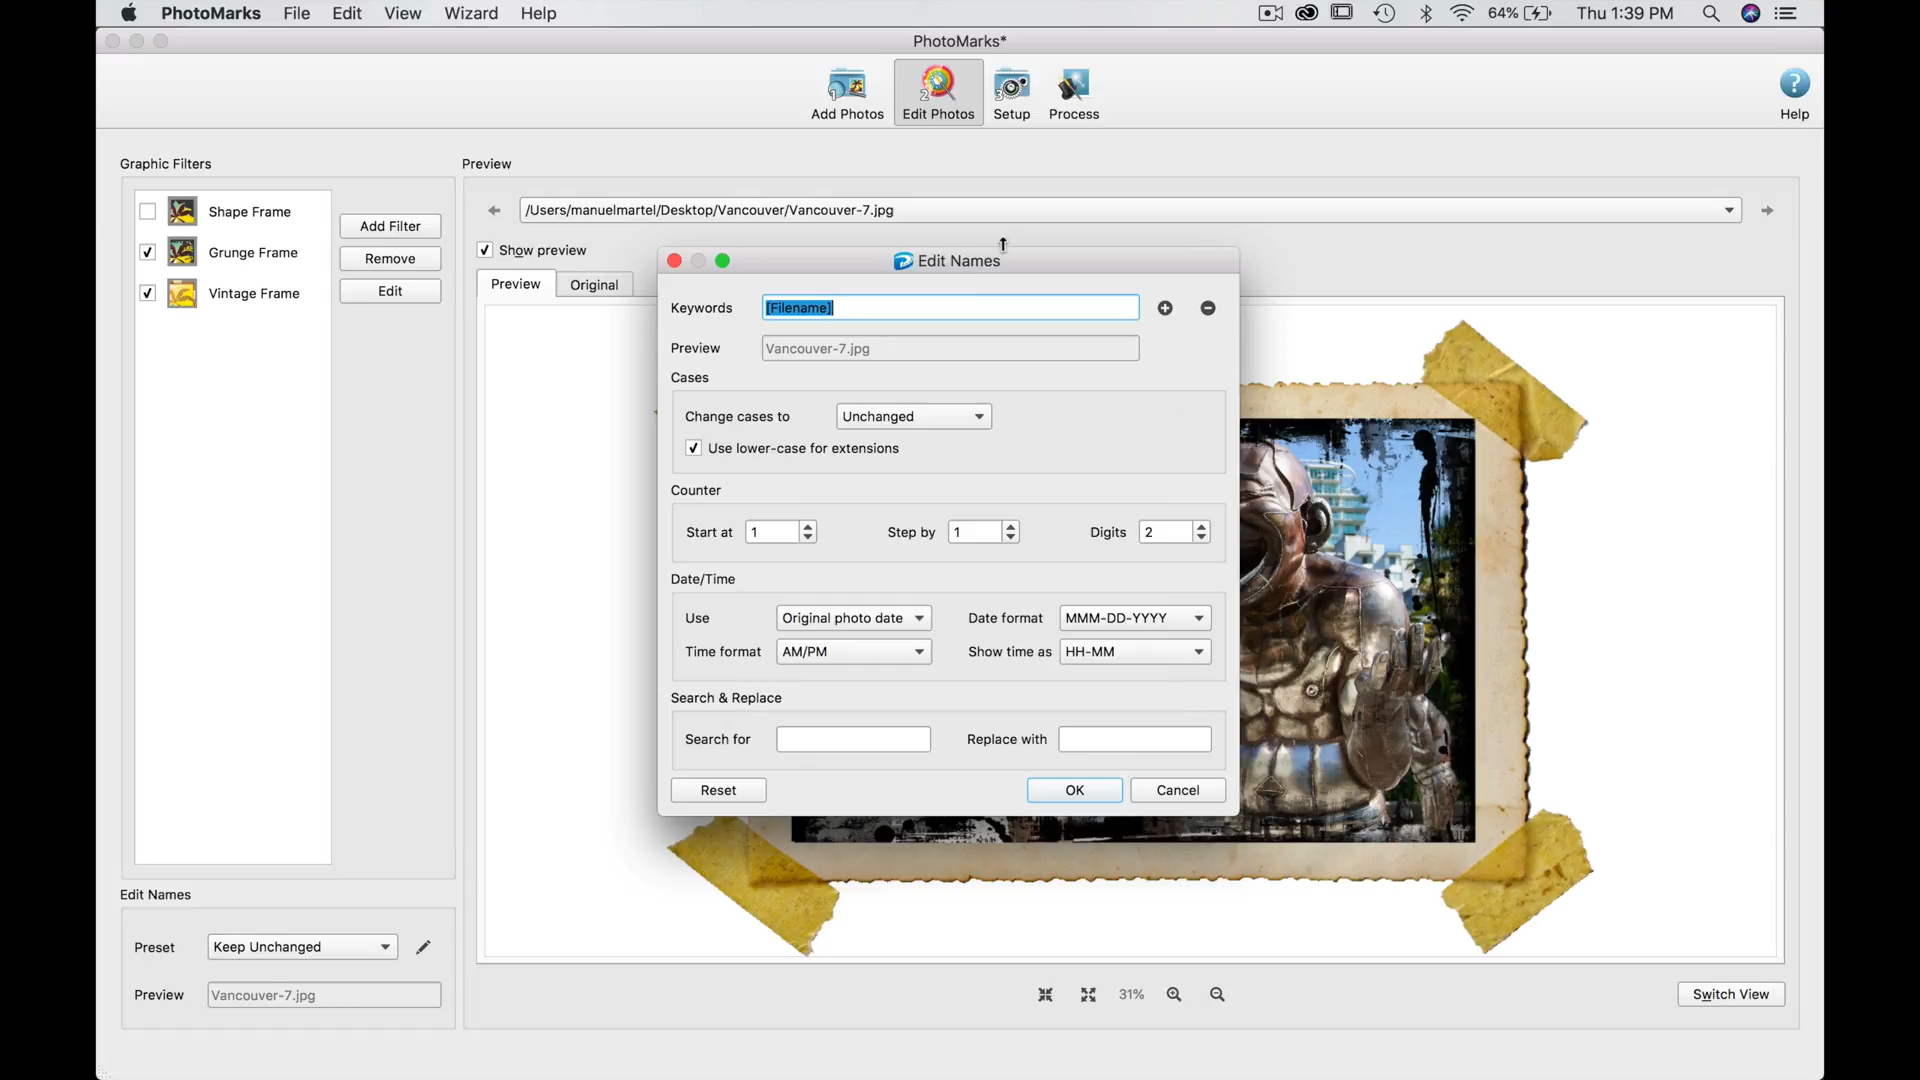 PhotoMarks File Edit View Wizard Help 64% Thu 1:39 PM
PhotoMarks*
1 Add Photos 2 Edit Photos 3 Setup Process ? Help
Graphic Filters
Preview
Shape Frame
Grunge Frame
Vintage Frame
Add Filter
Remove
Edit
/Users/manuelmartel/Desktop/Vancouver/Vancouver-7.jpg
Show preview
Preview Original
Edit Names
Keywords [Filename]
Preview Vancouver-7.jpg
Cases
Change cases to Unchanged
Use lower-case for extensions
Counter
Start at 1 Step by 1 Digits 2
Date/Time
Use Original photo date Date format MMM-DD-YYYY
Time format AM/PM Show time as HH-MM
Search & Replace
Search for Replace with
Reset OK Cancel
Edit Names
Preset Keep Unchanged
Preview Vancouver-7.jpg
31%
Switch View